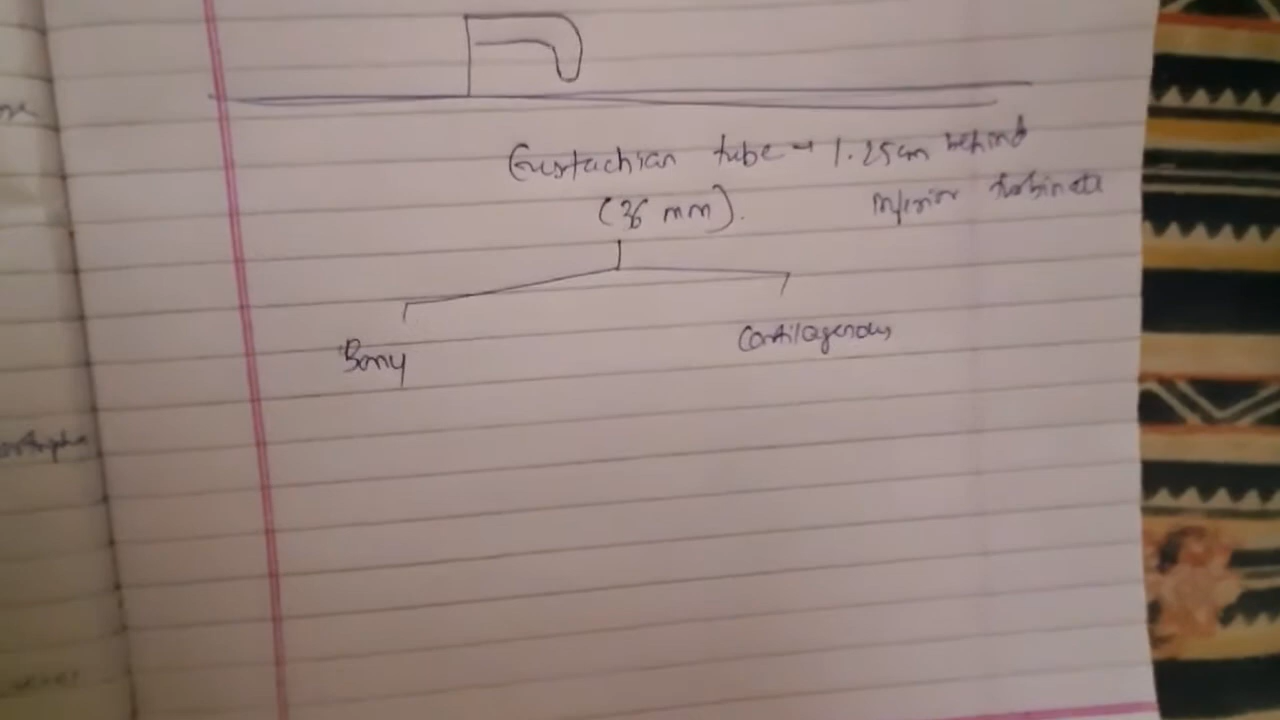 Eustachian tube → 1.25cm behind
(36 mm). inferior turbinate
Bony Cartilagenous